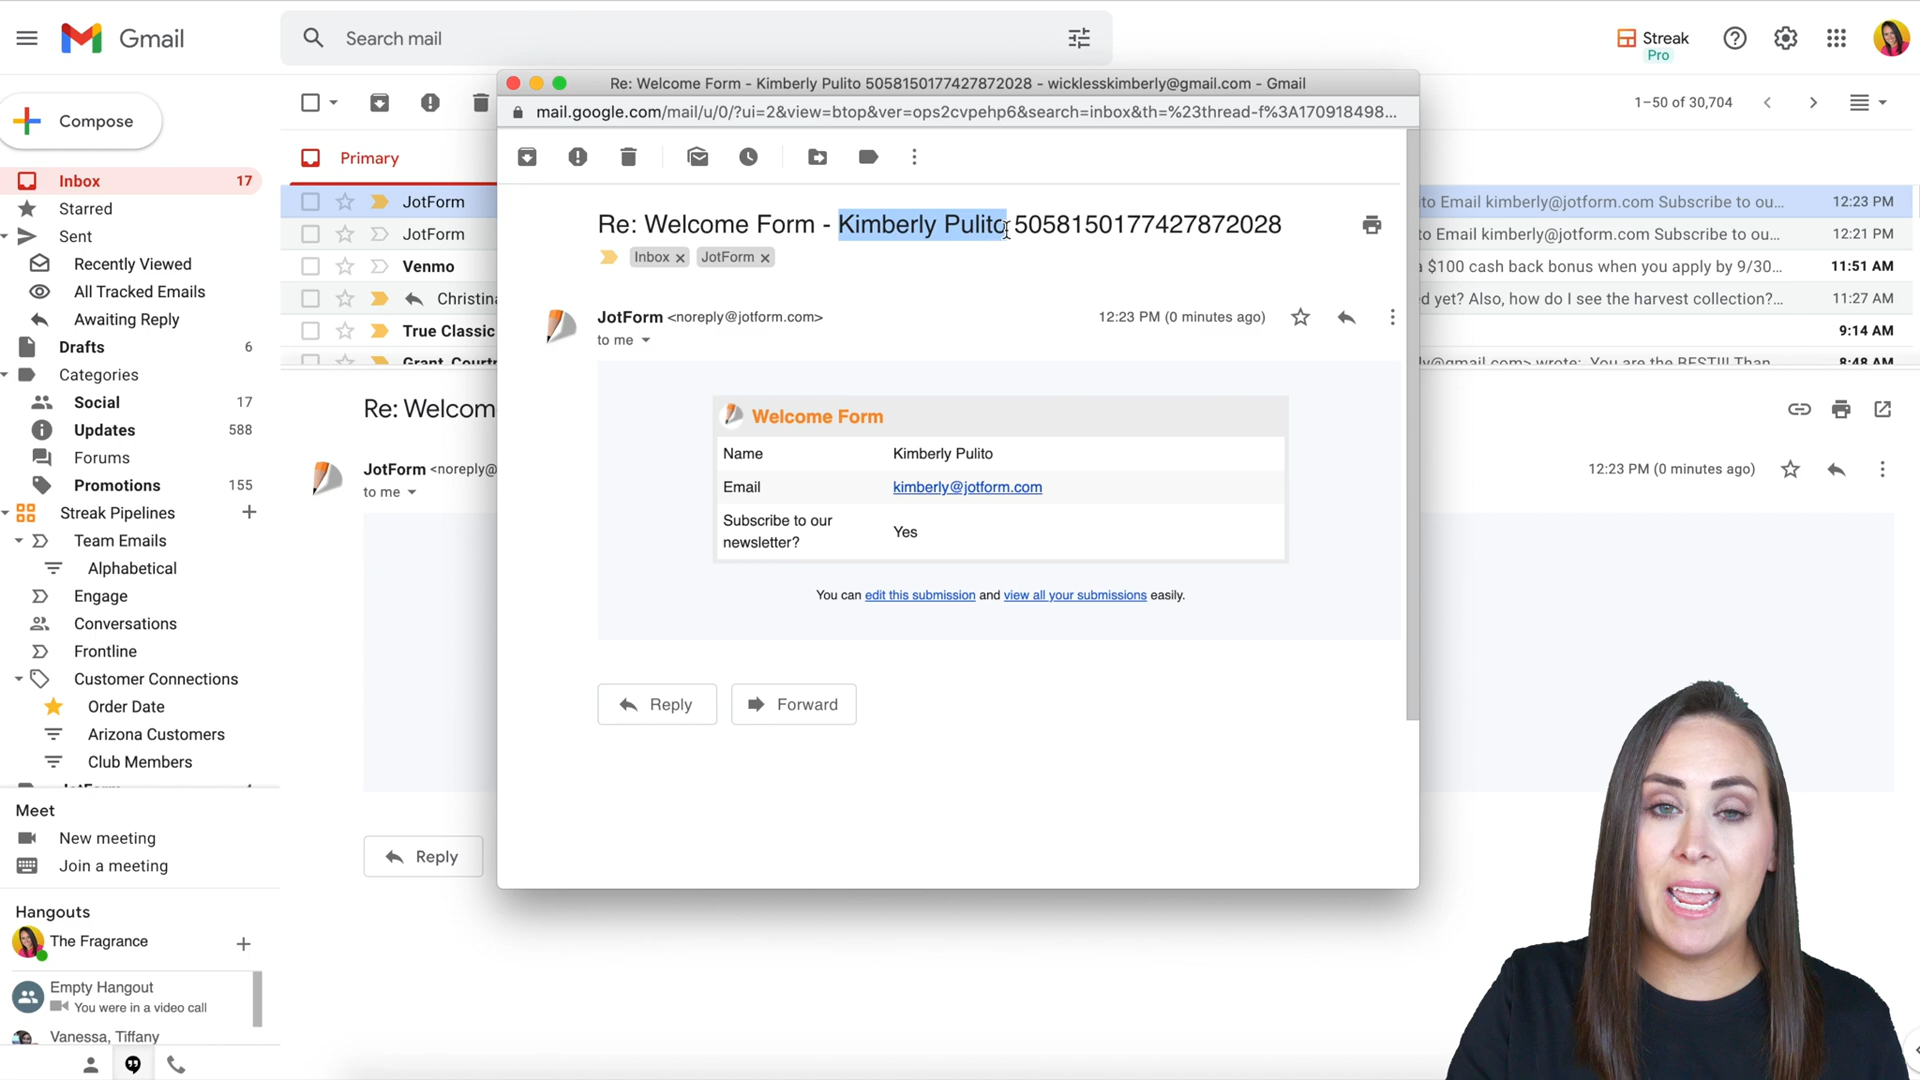 Gmail
Search mail
Streak
Pro
Compose
1–50 of 30,704
Inbox 17
Starred
Sent
Recently Viewed
All Tracked Emails
Awaiting Reply
Drafts 6
Categories
Social 17
Updates 588
Forums
Promotions 155
Streak Pipelines
Team Emails
Alphabetical
Engage
Conversations
Frontline
Customer Connections
Order Date
Arizona Customers
Club Members
Meet
New meeting
Join a meeting
Hangouts
The Fragrance
Empty Hangout
You were in a video call
Vanessa, Tiffany
Primary
JotForm
JotForm
Venmo
Christina
True Classic
Re: Welcom
JotForm <noreply@
to me
Reply
Re: Welcome Form - Kimberly Pulito 5058150177427872028 - wicklesskimberly@gmail.com - Gmail
mail.google.com/mail/u/0/?ui=2&view=btop&ver=ops2cvpehp6&search=inbox&th=%23thread-f%3A170918498...
Re: Welcome Form - Kimberly Pulito 5058150177427872028
Inbox x JotForm x
JotForm <noreply@jotform.com> 12:23 PM (0 minutes ago)
to me
Welcome Form
Name Kimberly Pulito
Email kimberly@jotform.com
Subscribe to our
newsletter? Yes
You can edit this submission and view all your submissions easily.
Reply Forward
to Email kimberly@jotform.com Subscribe to ou... 12:23 PM
to Email kimberly@jotform.com Subscribe to ou... 12:21 PM
a $100 cash back bonus when you apply by 9/30... 11:51 AM
ed yet? Also, how do I see the harvest collection?... 11:27 AM
9:14 AM
@gmail.com> wrote: You are the BEST!!! Than 8:48 AM
12:23 PM (0 minutes ago)